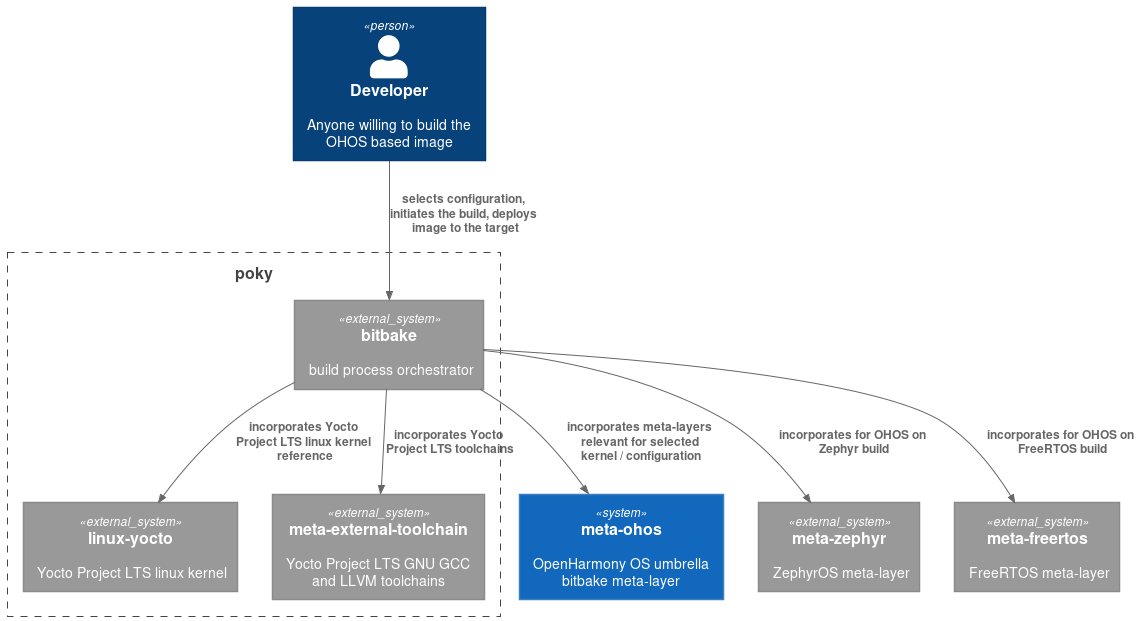 «person»
Developer
Anyone willing to build the
OHOS based image
selects configuration,
initiates the build, deploys
image to the target
poky
«external_system»
bitbake
build process orchestrator
incorporates Yocto
Project LTS linux kernel
reference
incorporates Yocto
Project LTS toolchains
incorporates meta-layers
relevant for selected
kernel / configuration
incorporates for OHOS on
Zephyr build
incorporates for OHOS on
FreeRTOS build
«external_system»
linux-yocto
Yocto Project LTS linux kernel
«external_system»
meta-external-toolchain
Yocto Project LTS GNU GCC
and LLVM toolchains
«system»
meta-ohos
OpenHarmony OS umbrella
bitbake meta-layer
«external_system»
meta-zephyr
ZephyrOS meta-layer
«external_system»
meta-freertos
FreeRTOS meta-layer